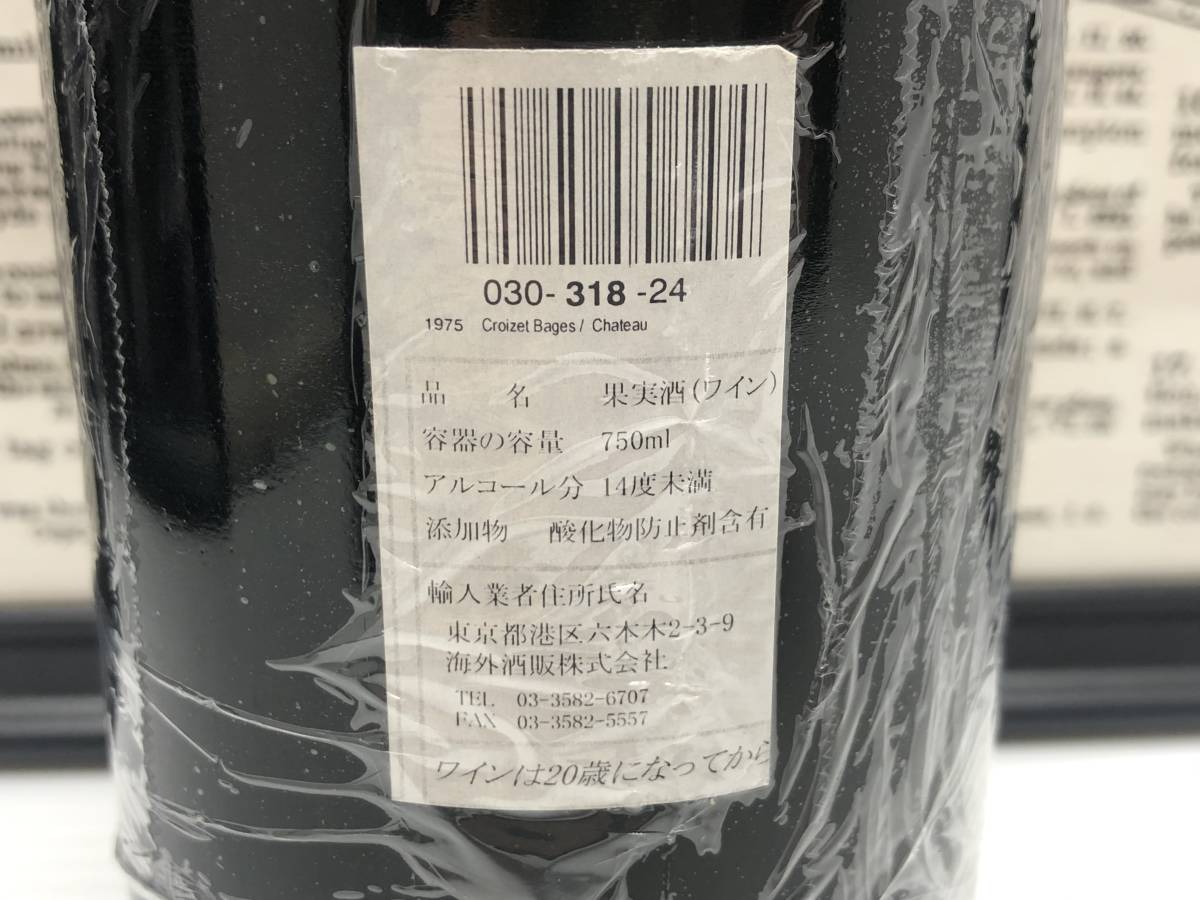 030-318-24
1975 Croizet Bages / Chateau
品 名 果実酒(ワイン)
容器の容量 750ml
アルコール分 14度未満
添加物 酸化物防止剤含有
輸入業者住所氏名
東京都港区六本木2-3-9
海外酒販株式会社
TEL 03-3582-6707
FAX 03-3582-5557
ワインは20歳になってから